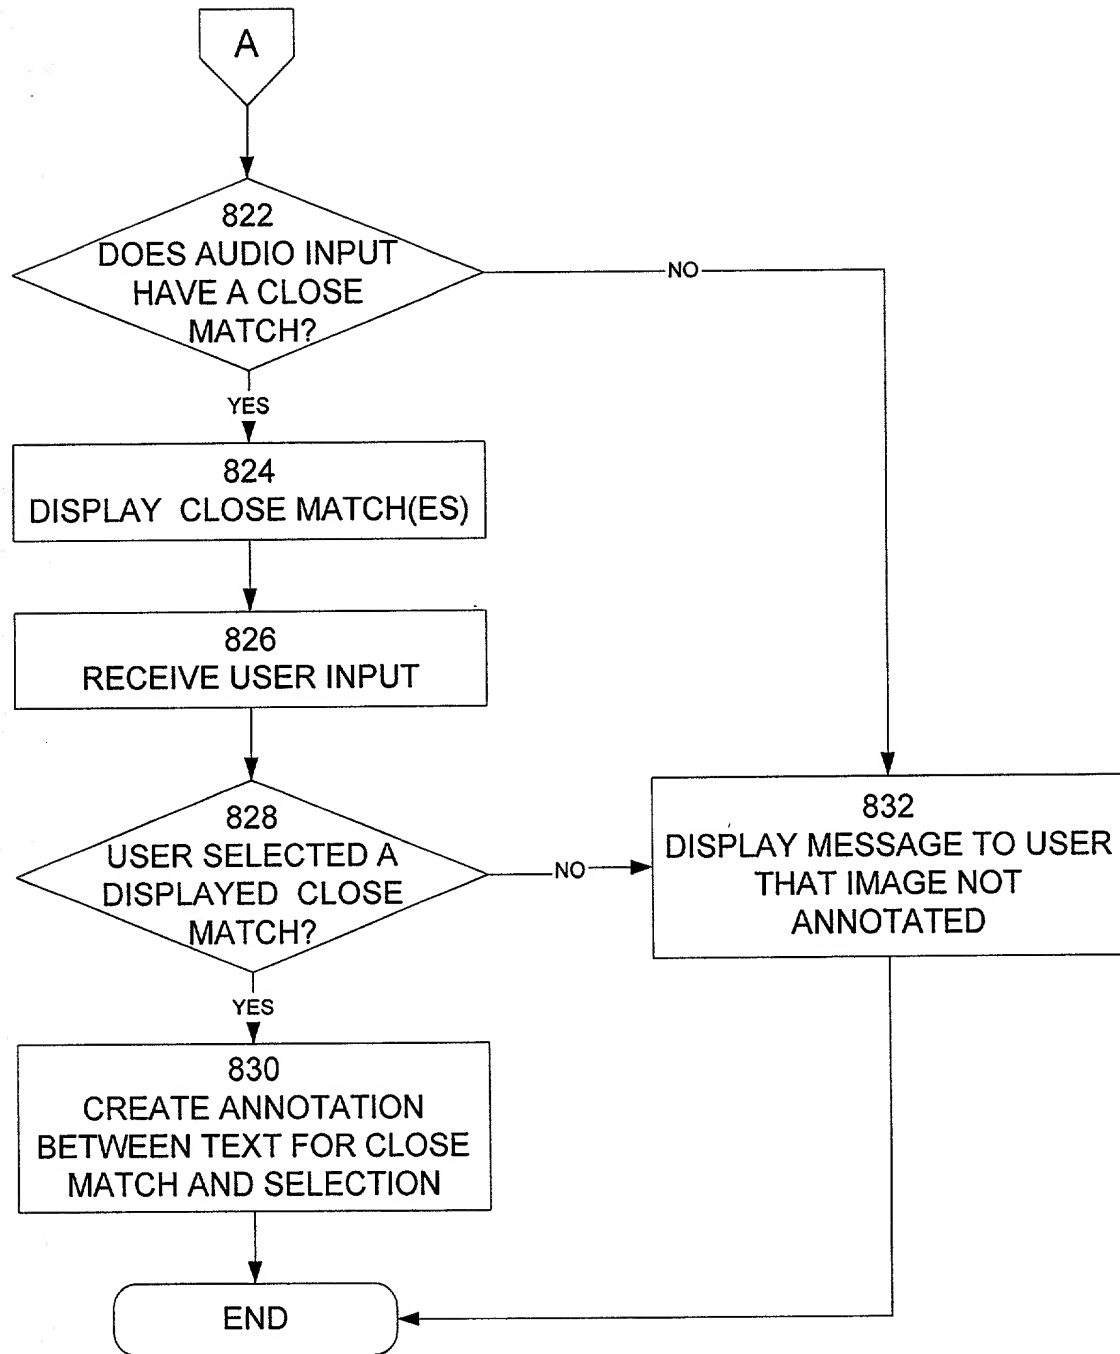 A
822
DOES AUDIO INPUT
HAVE A CLOSE
MATCH?
NO
YES
824
DISPLAY CLOSE MATCH(ES)
826
RECEIVE USER INPUT
828
USER SELECTED A
DISPLAYED CLOSE
MATCH?
NO
832
DISPLAY MESSAGE TO USER
THAT IMAGE NOT
ANNOTATED
YES
830
CREATE ANNOTATION
BETWEEN TEXT FOR CLOSE
MATCH AND SELECTION
END